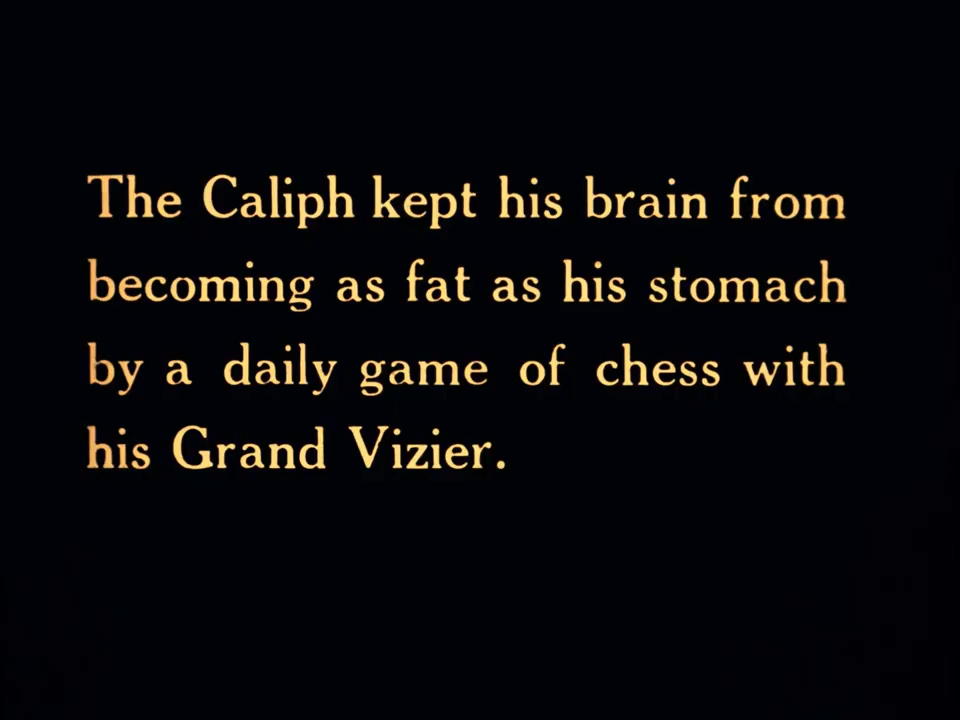 The Caliph kept his brain from
becoming as fat as his stomach
by a daily game of chess with
his Grand Vizier.